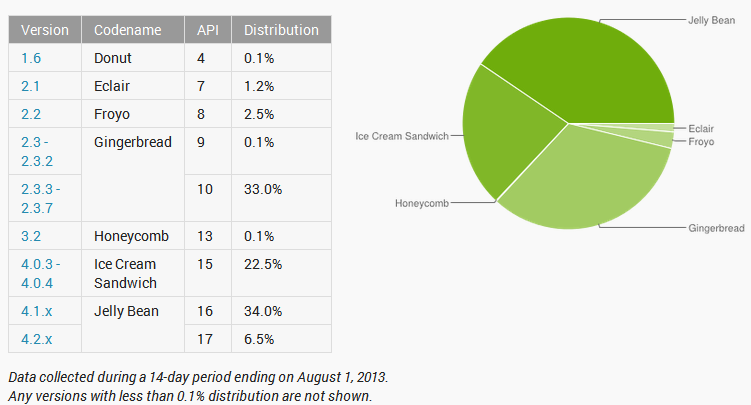 Version Codename API Distribution
1.6 Donut 4 0.1%
2.1 Eclair 7 1.2%
2.2 Froyo 8 2.5%
2.3 - Gingerbread 9 0.1%
2.3.2
2.3.3 - 10 33.0%
2.3.7
3.2 Honeycomb 13 0.1%
4.0.3 - Ice Cream 15 22.5%
4.0.4 Sandwich
4.1.x Jelly Bean 16 34.0%
4.2.x 17 6.5%
Jelly Bean
Ice Cream Sandwich
Eclair
Froyo
Honeycomb
Gingerbread
Data collected during a 14-day period ending on August 1, 2013.
Any versions with less than 0.1% distribution are not shown.